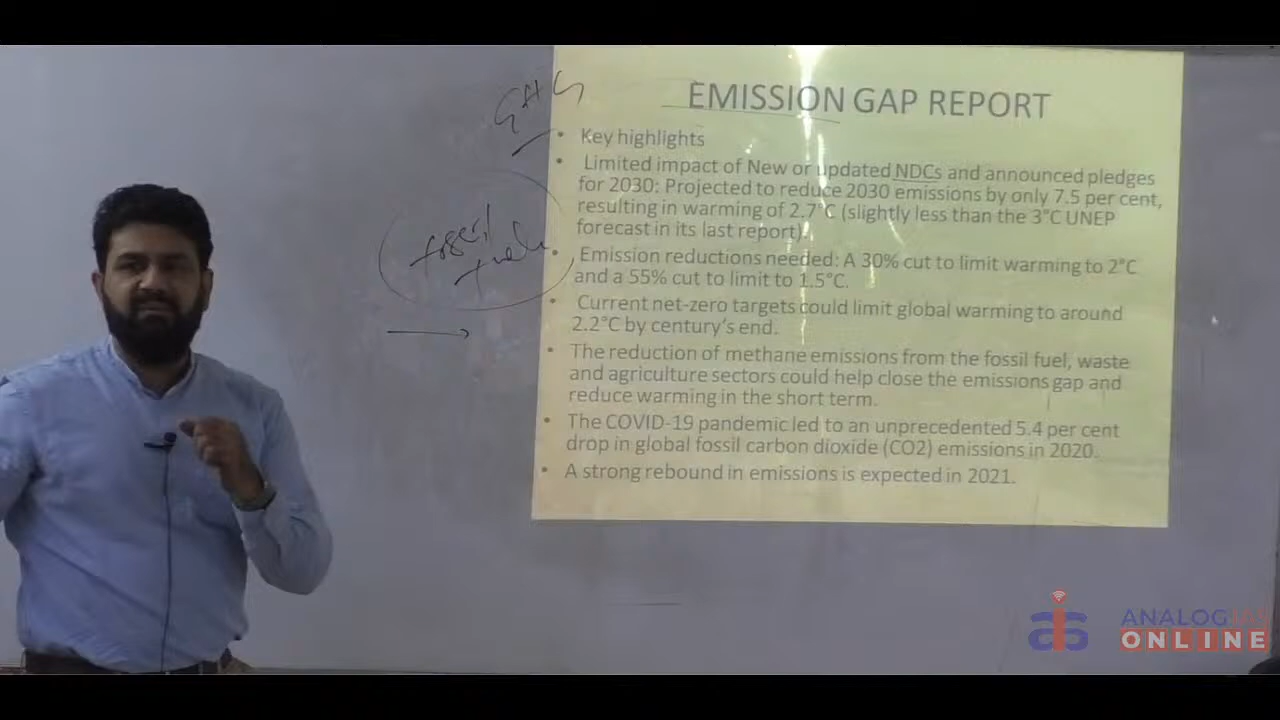 GHG
fossil
fuels
EMISSION GAP REPORT
• Key highlights
• Limited impact of New or updated NDCs and announced pledges
for 2030: Projected to reduce 2030 emissions by only 7.5 per cent,
resulting in warming of 2.7°C (slightly less than the 3°C UNEP
forecast in its last report).
• Emission reductions needed: A 30% cut to limit warming to 2°C
and a 55% cut to limit to 1.5°C.
• Current net-zero targets could limit global warming to around
2.2°C by century's end.
• The reduction of methane emissions from the fossil fuel, waste
and agriculture sectors could help close the emissions gap and
reduce warming in the short term.
• The COVID-19 pandemic led to an unprecedented 5.4 per cent
drop in global fossil carbon dioxide (CO2) emissions in 2020.
• A strong rebound in emissions is expected in 2021.
ANALOG IAS
ONLINE